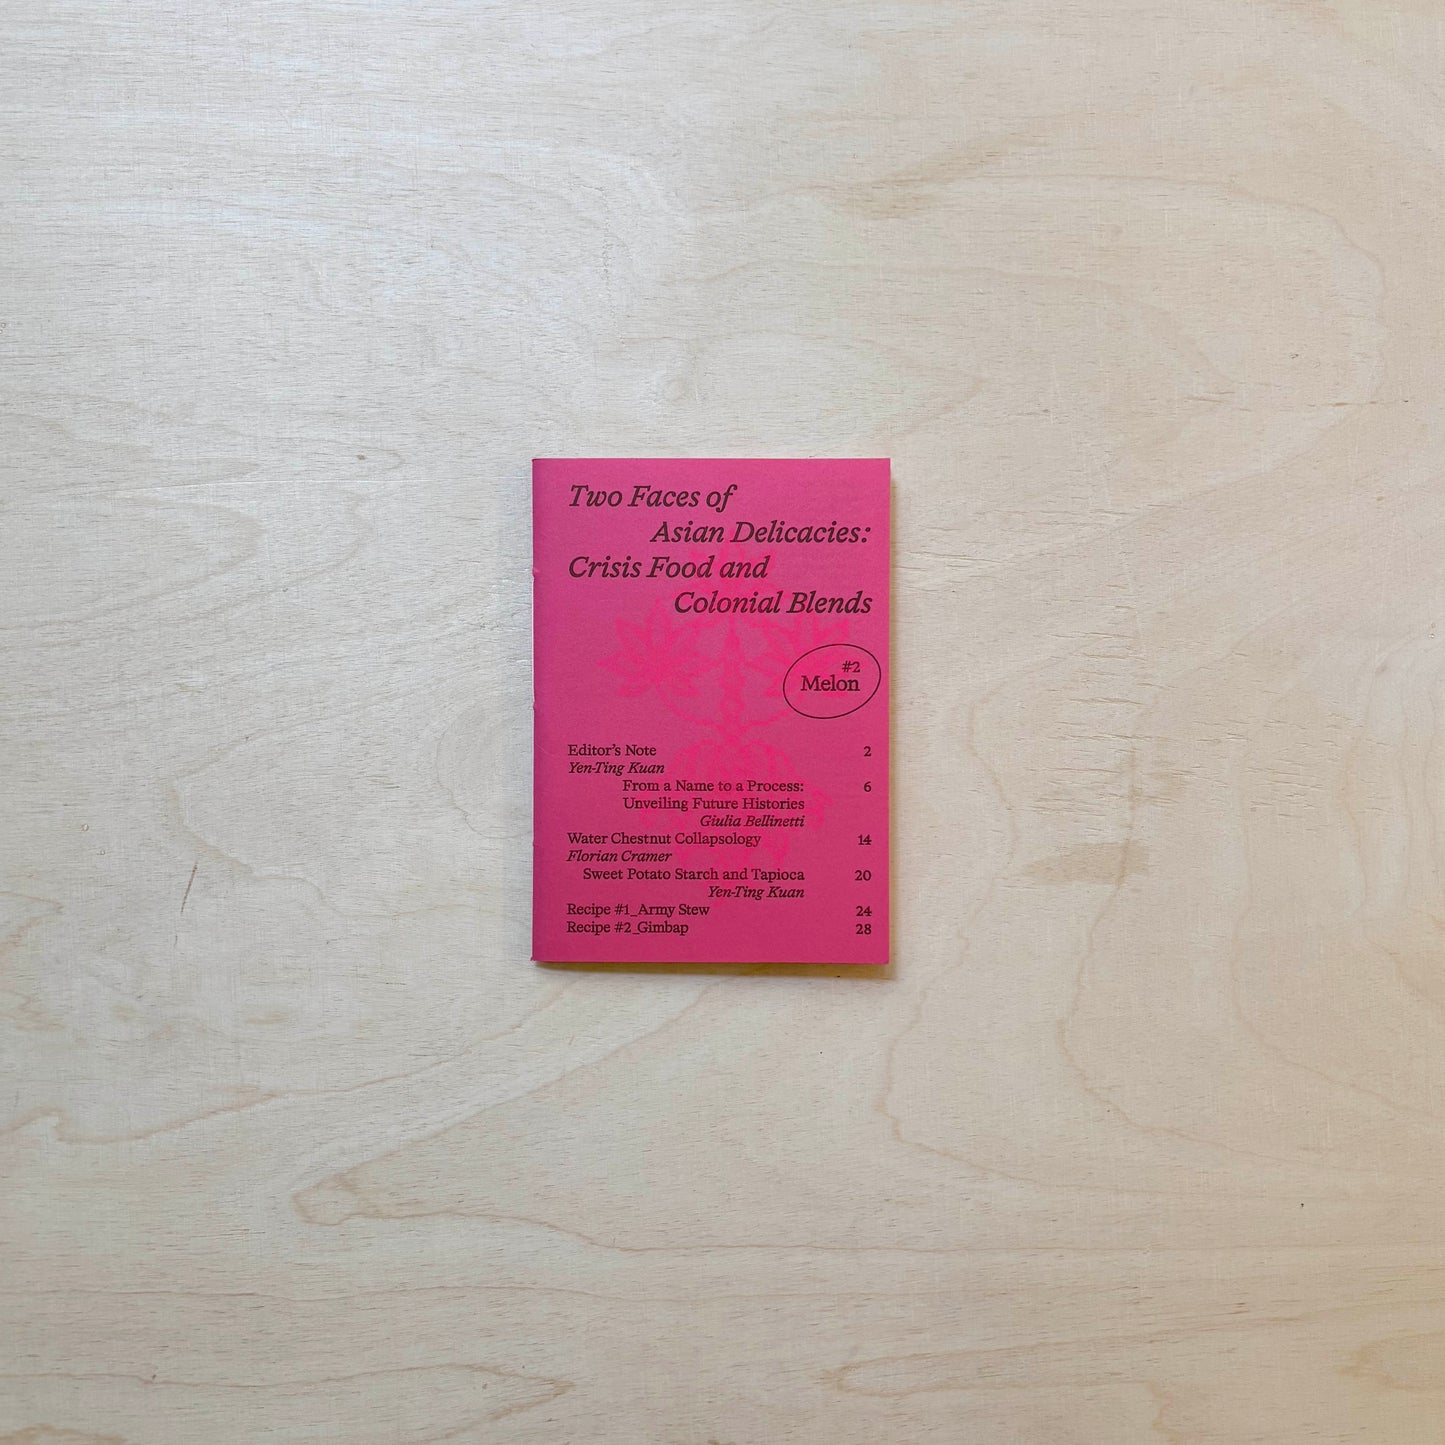 Two Faces of
Asian Delicacies:
Crisis Food and
Colonial Blends
#2
Melon
Editor's Note 2
Yen-Ting Kuan
From a Name to a Process: 6
Unveiling Future Histories
Giulia Bellinetti
Water Chestnut Collapsology 14
Florian Cramer
Sweet Potato Starch and Tapioca 20
Yen-Ting Kuan
Recipe #1_Army Stew 24
Recipe #2_Gimbap 28